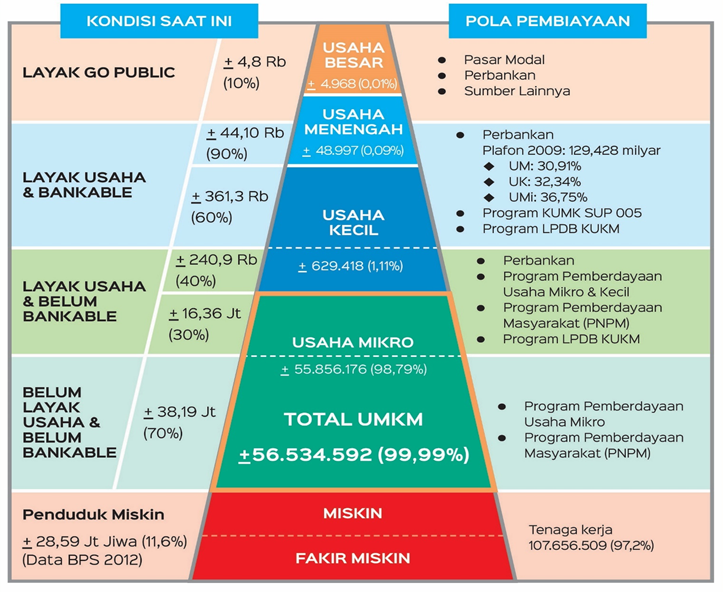 KONDISI SAAT INI
POLA PEMBIAYAAN
LAYAK GO PUBLIC
± 4,8 Rb
(10%)
USAHA
BESAR
± 4.968 (0,01%)
● Pasar Modal
● Perbankan
● Sumber Lainnya
LAYAK USAHA
& BANKABLE
± 44,10 Rb
(90%)
± 361,3 Rb
(60%)
USAHA
MENENGAH
± 48.997 (0,09%)
USAHA
KECIL
± 629.418 (1,11%)
● Perbankan
Plafon 2009: 129,428 milyar
◆ UM: 30,91%
◆ UK: 32,34%
◆ UMi: 36,75%
● Program KUMK SUP 005
● Program LPDB KUKM
LAYAK USAHA
& BELUM
BANKABLE
± 240,9 Rb
(40%)
± 16,36 Jt
(30%)
● Perbankan
● Program Pemberdayaan
Usaha Mikro & Kecil
● Program Pemberdayaan
Masyarakat (PNPM)
● Program LPDB KUKM
BELUM
LAYAK
USAHA &
BELUM
BANKABLE
± 38,19 Jt
(70%)
USAHA MIKRO
± 55.856.176 (98,79%)
TOTAL UMKM
±56.534.592 (99,99%)
● Program Pemberdayaan
Usaha Mikro
● Program Pemberdayaan
Masyarakat (PNPM)
Penduduk Miskin
± 28,59 Jt Jiwa (11,6%)
(Data BPS 2012)
MISKIN
FAKIR MISKIN
Tenaga kerja
107.656.509 (97,2%)